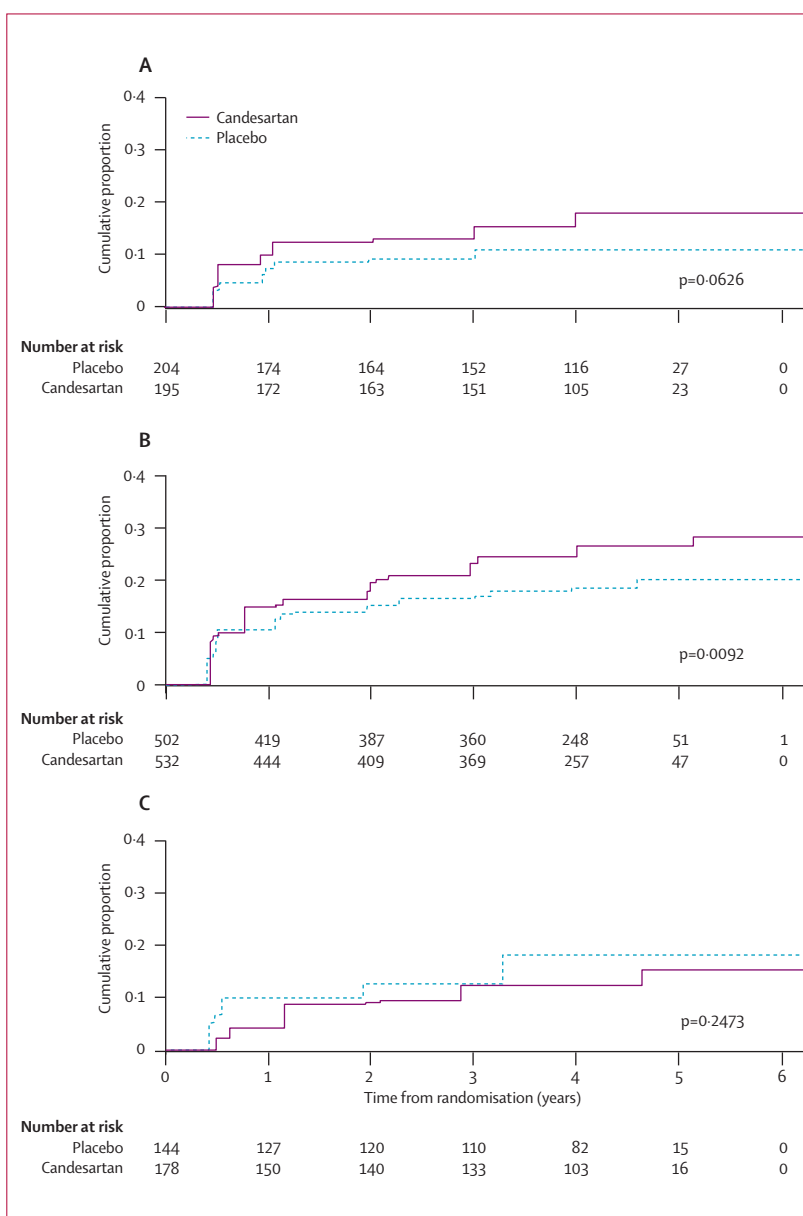 A
0·4
0·3
0·2
0·1
0
Cumulative proportion
Candesartan
Placebo
p=0·0626
Number at risk
Placebo 204 174 164 152 116 27 0
Candesartan 195 172 163 151 105 23 0
B
0·4
0·3
0·2
0·1
0
Cumulative proportion
p=0·0092
Number at risk
Placebo 502 419 387 360 248 51 1
Candesartan 532 444 409 369 257 47 0
C
0·4
0·3
0·2
0·1
0
Cumulative proportion
p=0·2473
0 1 2 3 4 5 6
Time from randomisation (years)
Number at risk
Placebo 144 127 120 110 82 15 0
Candesartan 178 150 140 133 103 16 0